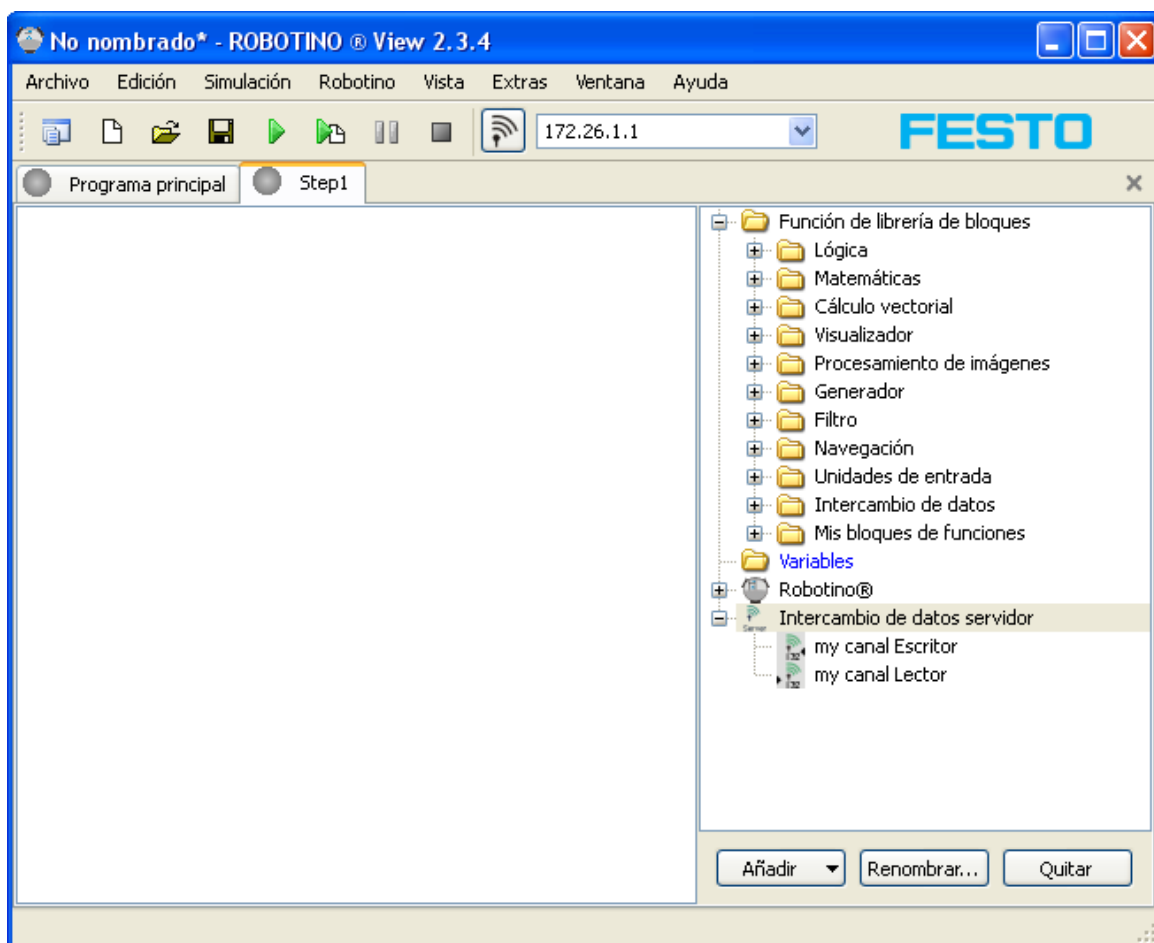 No nombrado* - ROBOTINO ® View 2.3.4
Archivo Edición Simulación Robotino Vista Extras Ventana Ayuda
172.26.1.1 FESTO
Programa principal Step1
Función de librería de bloques
Lógica
Matemáticas
Cálculo vectorial
Visualizador
Procesamiento de imágenes
Generador
Filtro
Navegación
Unidades de entrada
Intercambio de datos
Mis bloques de funciones
Variables
Robotino®
Server Intercambio de datos servidor
I32 my canal Escritor
I32 my canal Lector
Añadir Renombrar... Quitar